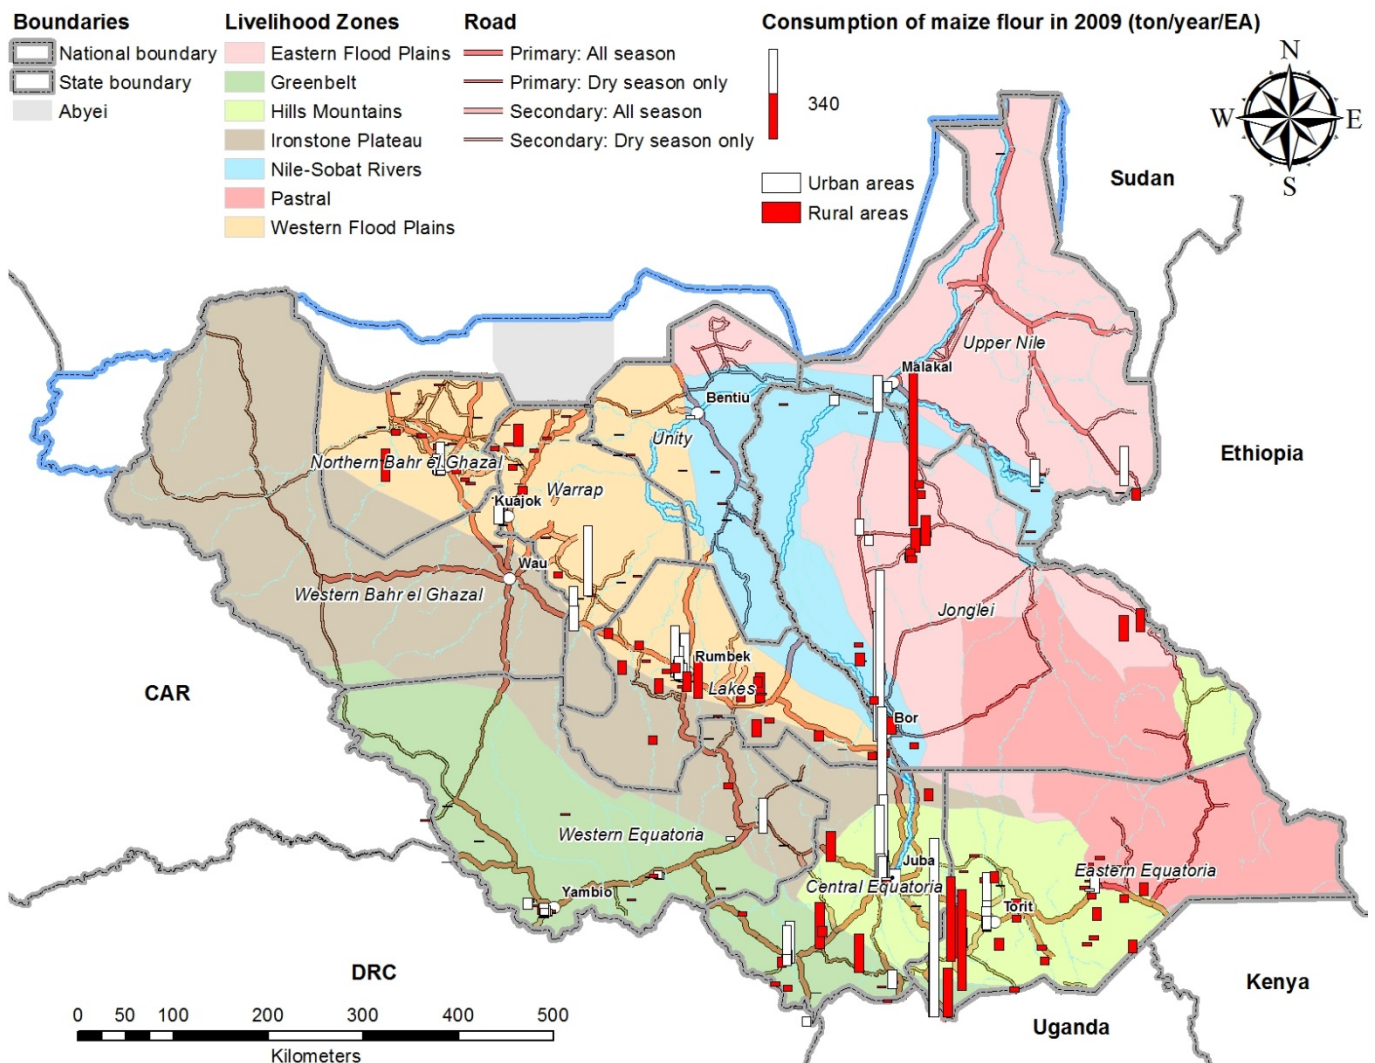 Boundaries
National boundary
State boundary
Abyei
Livelihood Zones
Eastern Flood Plains
Greenbelt
Hills Mountains
Ironstone Plateau
Nile-Sobat Rivers
Pastral
Western Flood Plains
Road
Primary: All season
Primary: Dry season only
Secondary: All season
Secondary: Dry season only
Consumption of maize flour in 2009 (ton/year/EA)
340
Urban areas
Rural areas
N
W E
S
Sudan
Upper Nile
Malakal
Bentiu
Unity
Ethiopia
Northern Bahr el Ghazal
Warrap
Kuajok
Wau
Western Bahr el Ghazal
Jonglei
Rumbek
Lakes
CAR
Bor
Western Equatoria
Juba
Central Equatoria
Eastern Equatoria
Yambio
Torit
DRC
Kenya
Uganda
0 50 100 200 300 400 500
Kilometers